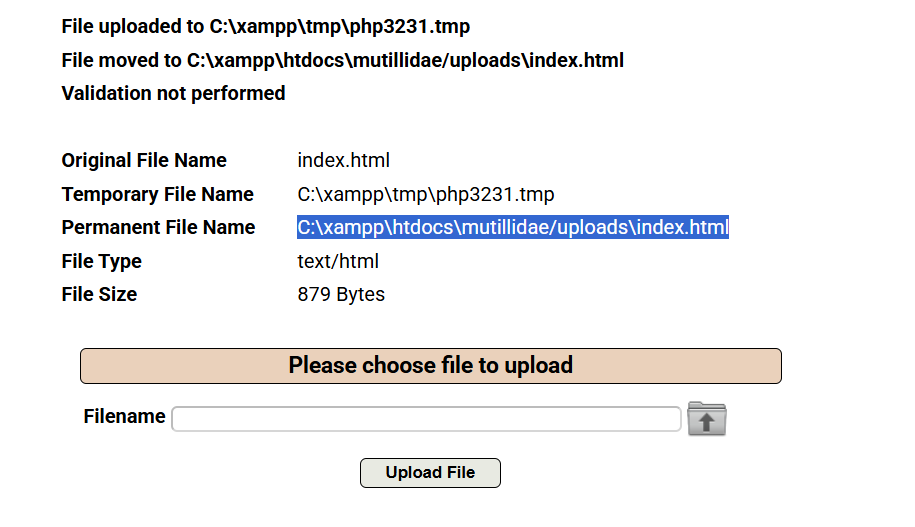 File uploaded to C:\xampp\tmp\php3231.tmp
File moved to C:\xampp\htdocs\mutillidae/uploads\index.html
Validation not performed
Original File Name index.html
Temporary File Name C:\xampp\tmp\php3231.tmp
Permanent File Name C:\xampp\htdocs\mutillidae/uploads\index.html
File Type text/html
File Size 879 Bytes
Please choose file to upload
Filename
Upload File